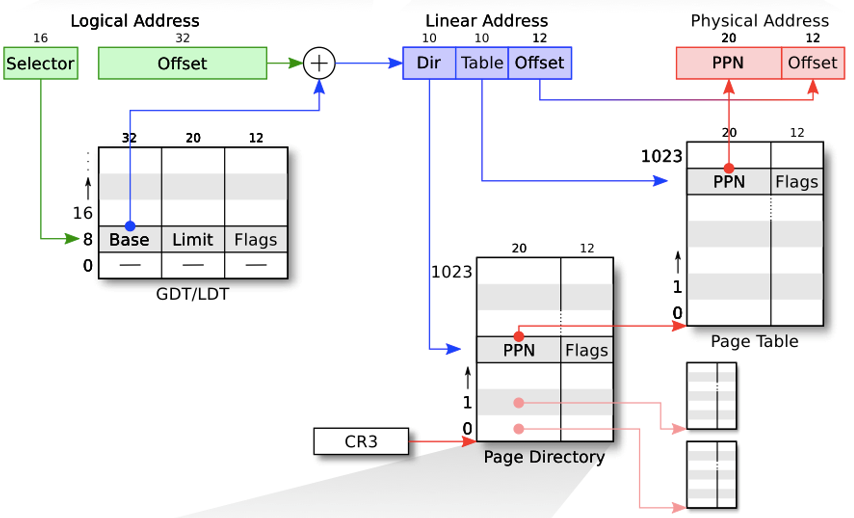 Logical Address
Linear Address
Physical Address
16
32
10
10
12
20
12
Selector
Offset
+
Dir
Table
Offset
PPN
Offset
32
20
12
20
12
1023
PPN
Flags
16
8
Base
Limit
Flags
0
—
—
—
GDT/LDT
20
12
1023
1
0
PPN
Flags
Page Table
1
0
CR3
Page Directory